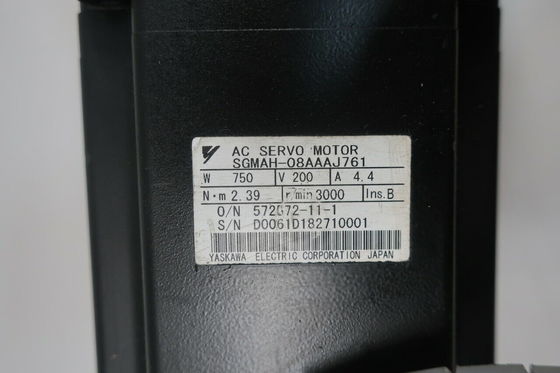 AC SERVO MOTOR
SGMAH-08AAAJ761
W 750 V 200 A 4.4
N·m 2.39 r/min 3000 Ins.B
O/N 572672-11-1
S/N D0061D182710001
YASKAWA ELECTRIC CORPORATION JAPAN